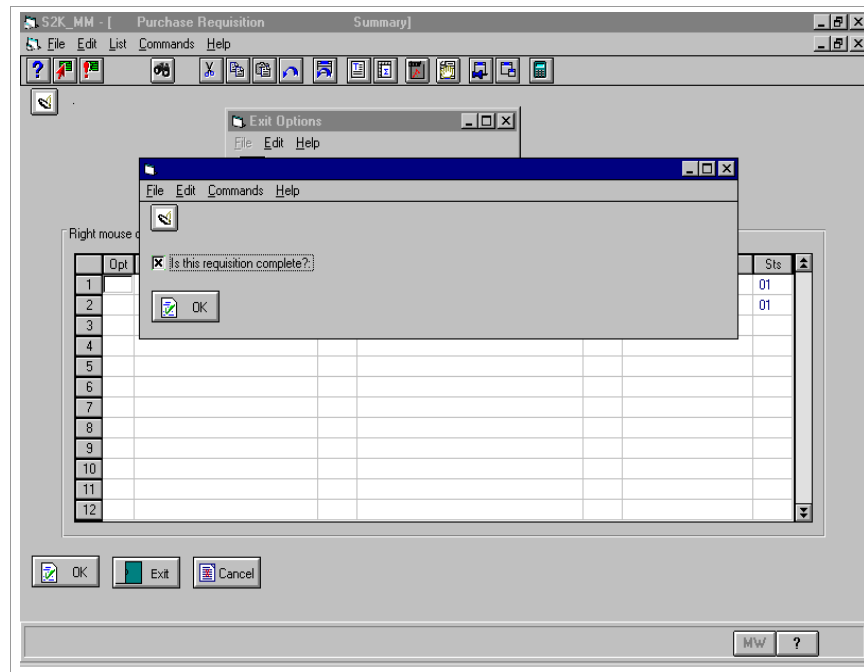 S2K_MM - [ Purchase Requisition Summary]
File Edit List Commands Help
Exit Options
File Edit Help
File Edit Commands Help
Right mouse
Is this requisition complete?:
OK
Opt Sts
1 01
2 01
3
4
5
6
7
8
9
10
11
12
OK Exit Cancel
MW ?